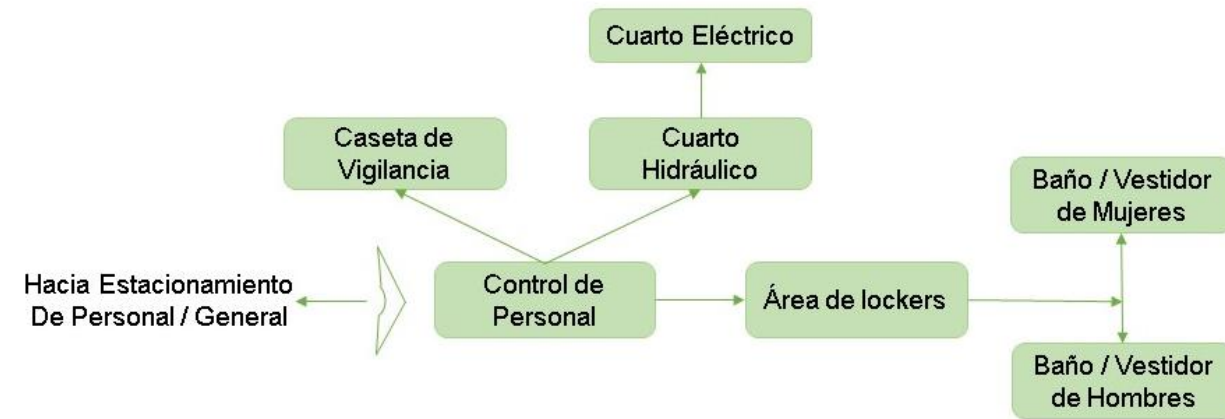 Cuarto Eléctrico
Caseta de
Vigilancia
Cuarto
Hidráulico
Baño / Vestidor
de Mujeres
Hacia Estacionamiento
De Personal / General
Control de
Personal
Área de lockers
Baño / Vestidor
de Hombres